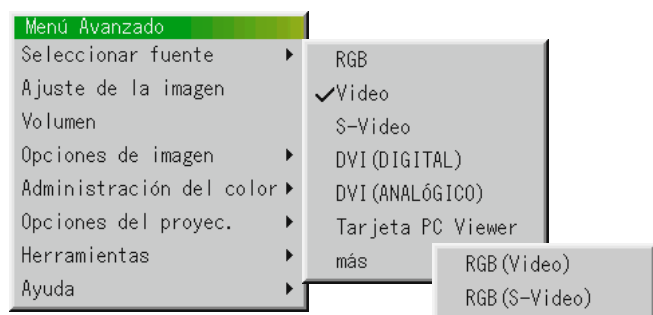 Menú Avanzado
Seleccionar fuente
Ajuste de la imagen
Volumen
Opciones de imagen
Administración del color
Opciones del proyec.
Herramientas
Ayuda
RGB
Video
S-Video
DVI(DIGITAL)
DVI(ANALÓGICO)
Tarjeta PC Viewer
más
RGB(Video)
RGB(S-Video)